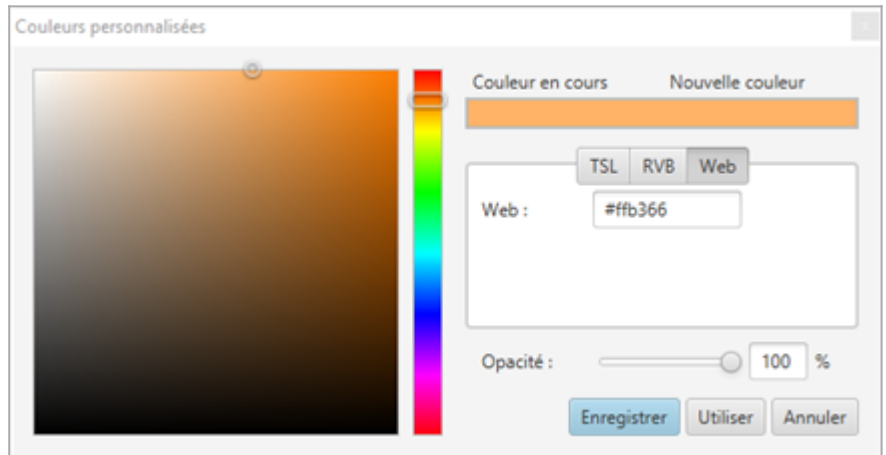 Couleurs personnalisées
Couleur en cours Nouvelle couleur
TSL RVB Web
Web : #ffb366
Opacité : 100 %
Enregistrer Utiliser Annuler